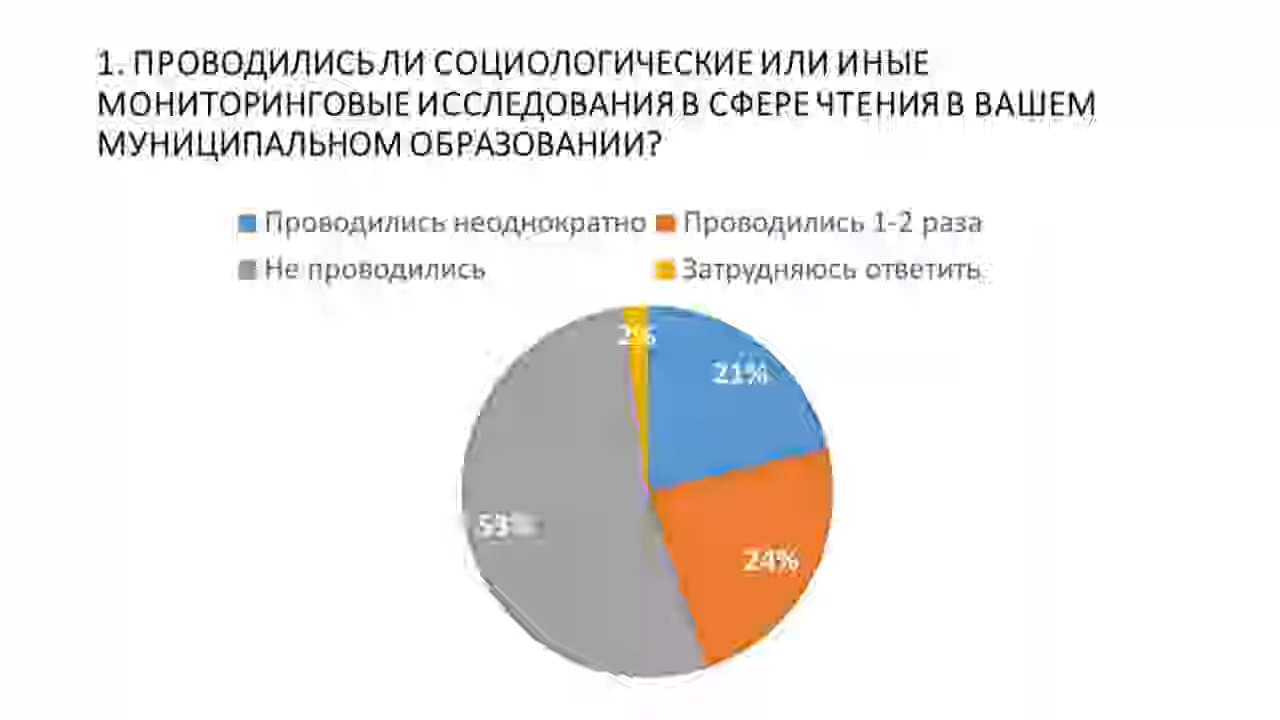 1. ПРОВОДИЛИСЬ ЛИ СОЦИОЛОГИЧЕСКИЕ ИЛИ ИНЫЕ
МОНИТОРИНГОВЫЕ ИССЛЕДОВАНИЯ В СФЕРЕ ЧТЕНИЯ В ВАШЕМ
МУНИЦИПАЛЬНОМ ОБРАЗОВАНИИ?
Проводились неоднократно Проводились 1-2 раза
Не проводились Затрудняюсь ответить
2%
21%
53%
24%